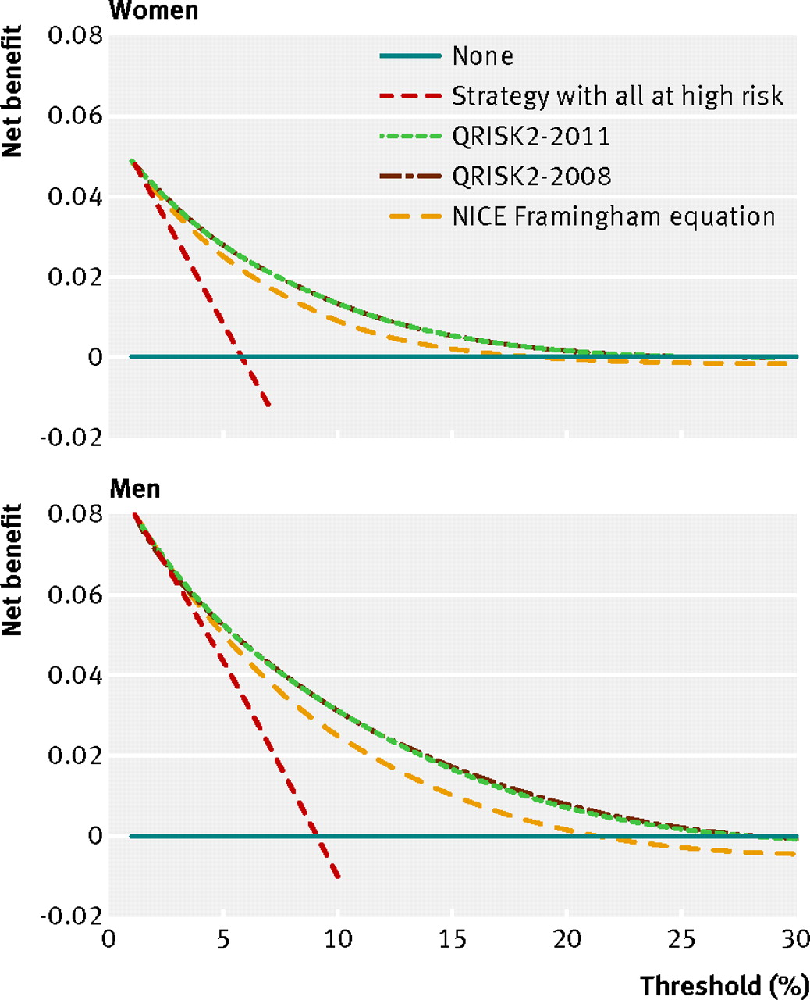 Women
Net benefit
0.08
None
Strategy with all at high risk
0.06
QRISK2-2011
QRISK2-2008
0.04
NICE Framingham equation
0.02
0
-0.02
Men
Net benefit
0.08
0.06
0.04
0.02
0
-0.02
0 5 10 15 20 25 30
Threshold (%)